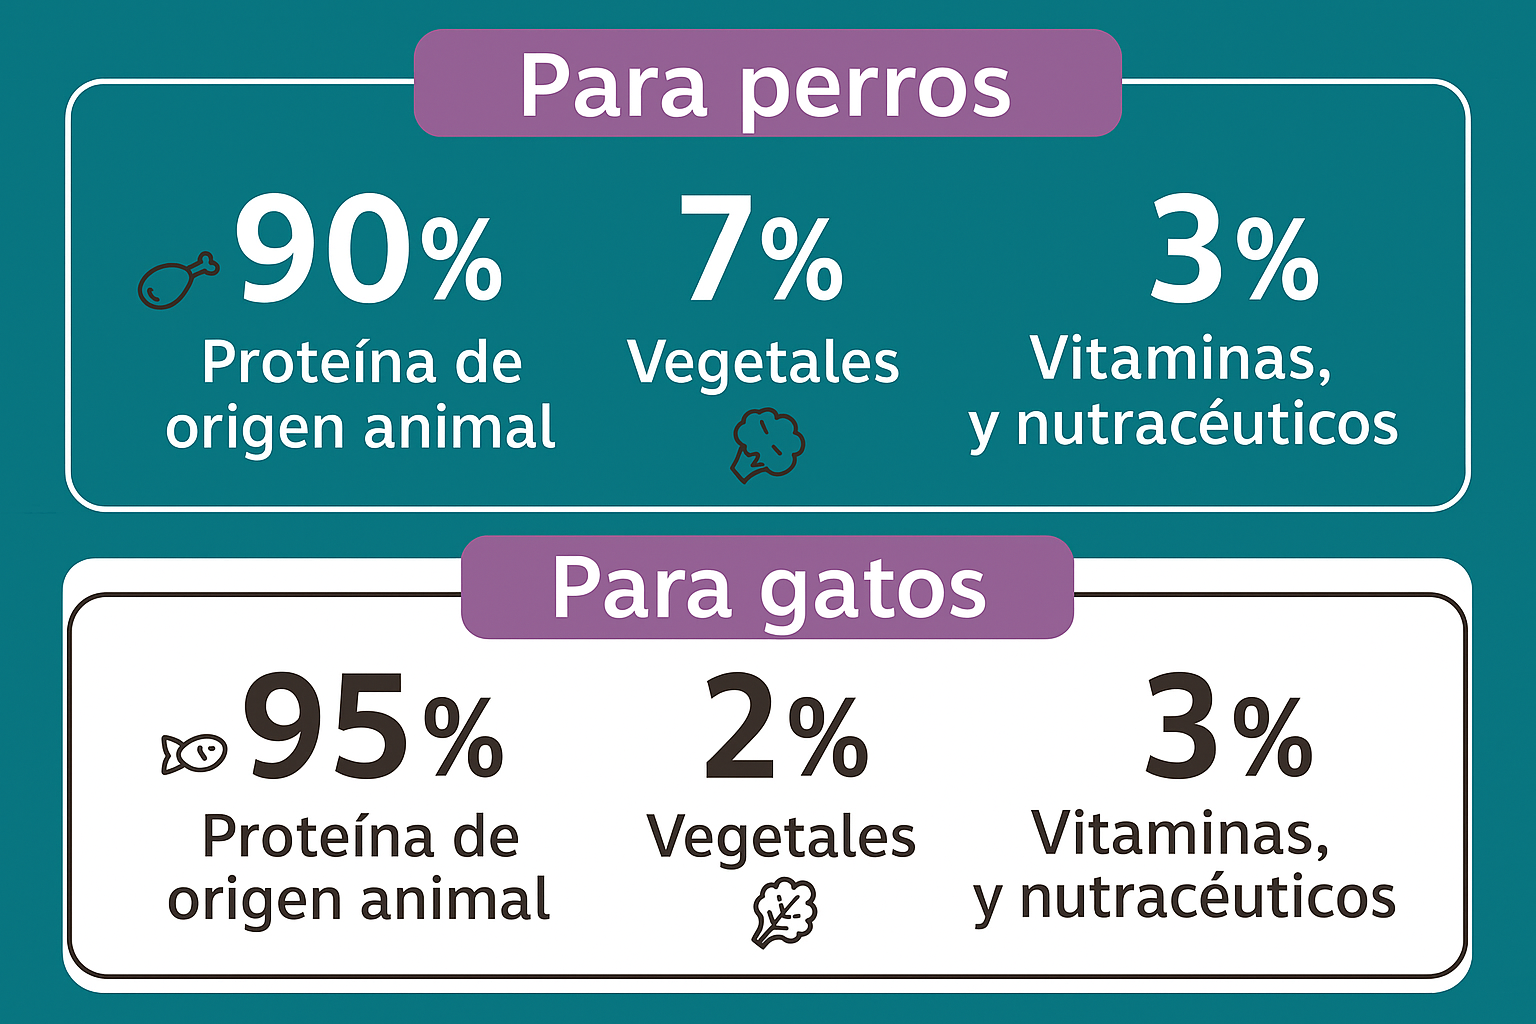 Para perros
90% 7% 3%
Proteína de
origen animal
Vegetales
Vitaminas,
y nutracéuticos
Para gatos
95% 2% 3%
Proteína de
origen animal
Vegetales
Vitaminas,
y nutracéuticos